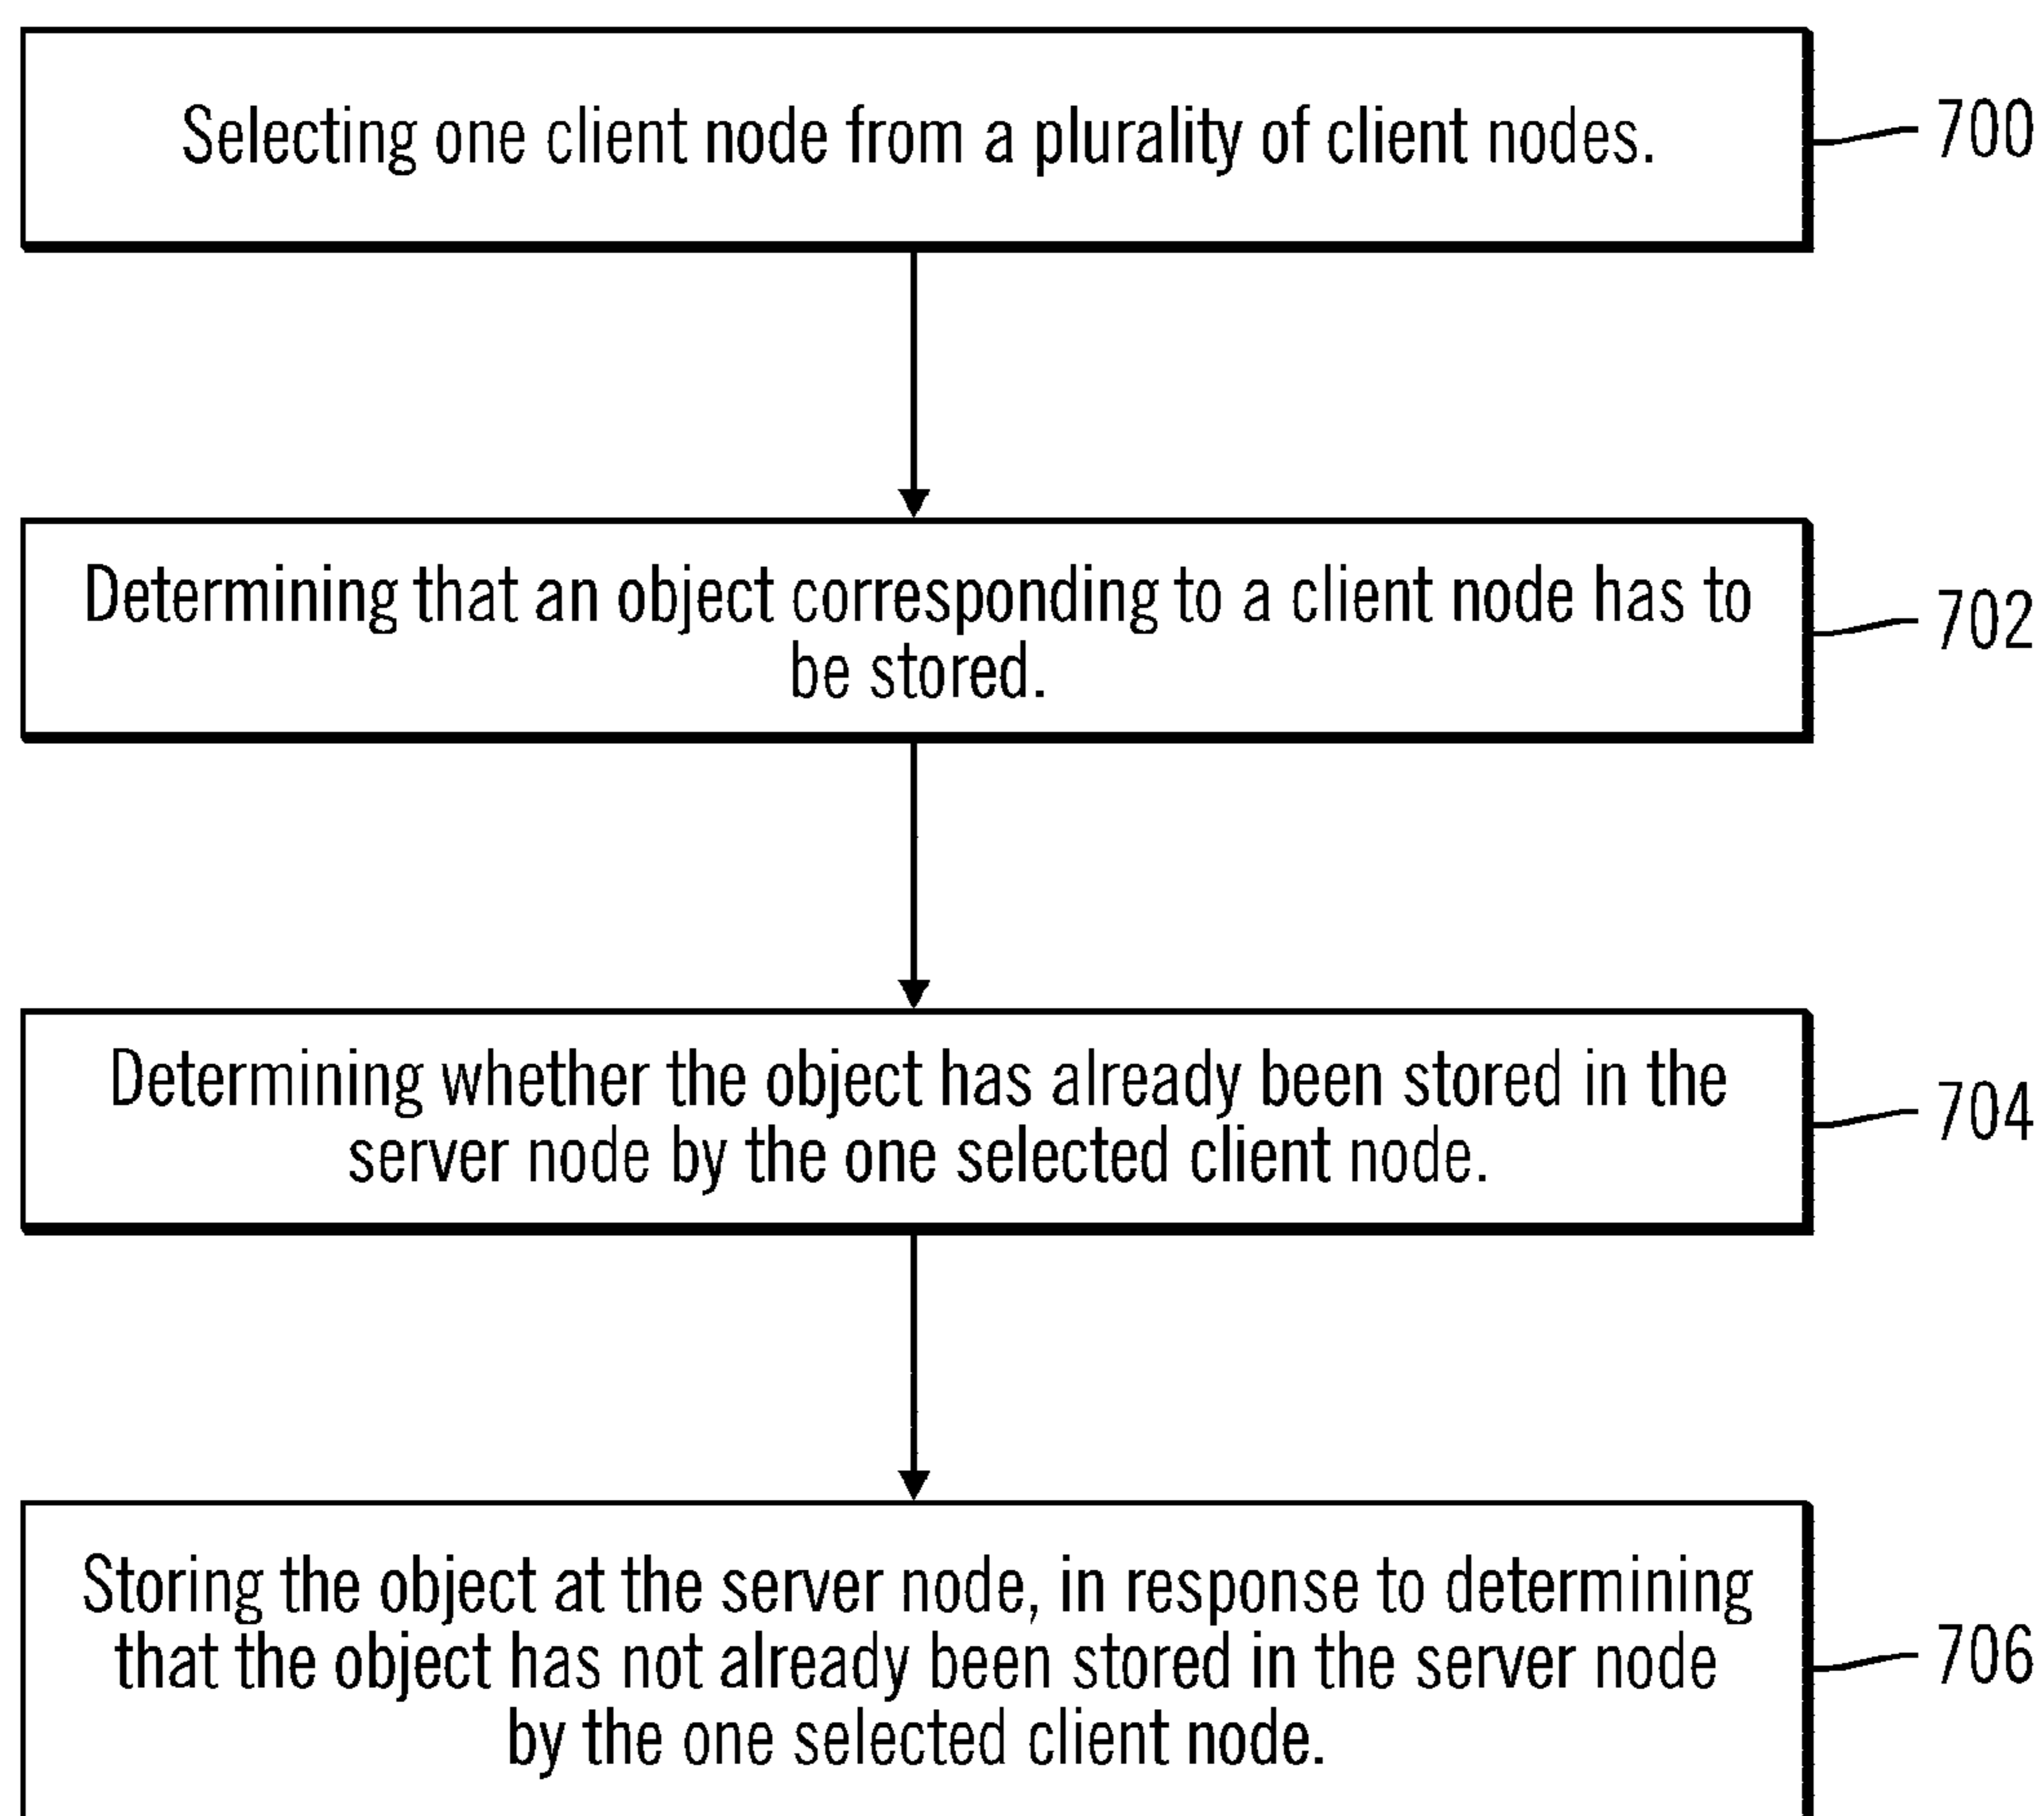 Selecting one client node from a plurality of client nodes.
700
Determining that an object corresponding to a client node has to
be stored.
702
Determining whether the object has already been stored in the
server node by the one selected client node.
704
Storing the object at the server node, in response to determining
that the object has not already been stored in the server node
by the one selected client node.
706